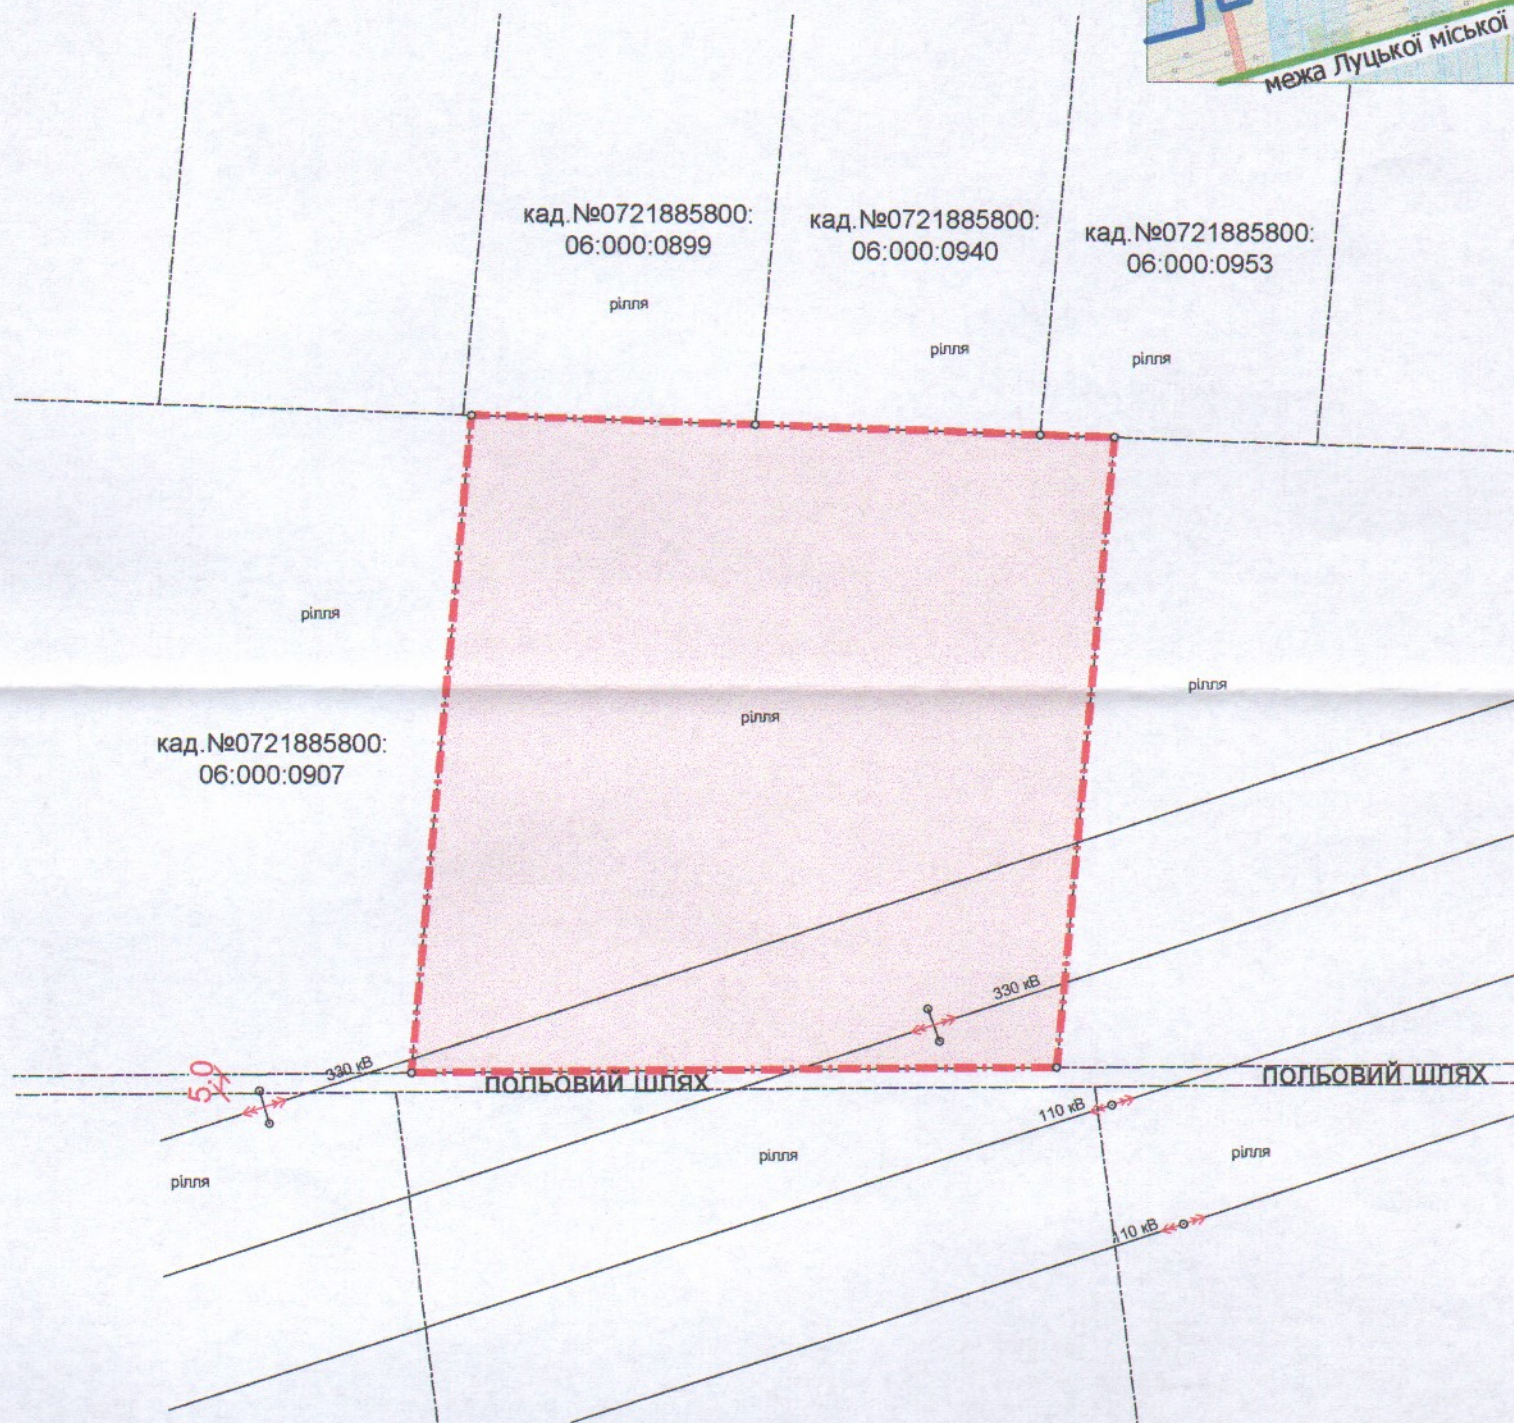 межа Луцької міської
кад.№0721885800:
06:000:0899
кад.№0721885800:
06:000:0940
кад.№0721885800:
06:000:0953
рілля
рілля
рілля
рілля
рілля
рілля
кад.№0721885800:
06:000:0907
330 кВ
330 кВ
5.0
ПОЛЬОВИЙ ШЛЯХ
ПОЛЬОВИЙ ШЛЯХ
110 кВ
рілля
рілля
рілля
110 кВ